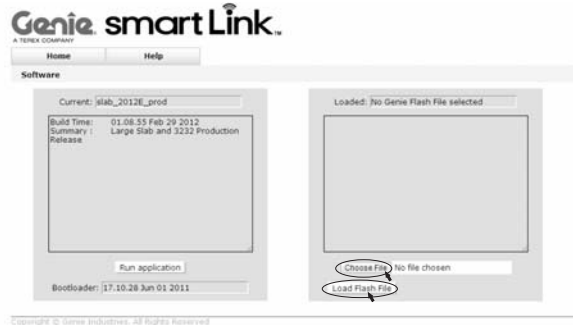 Genie. smartLink™
A TEREX COMPANY
Home Help
Software
Current: slab_2012E_prod
Build Time: 01.08.55 Feb 29 2012
Summary : Large Slab and 3232 Production
Release
Run application
Bootloader: 17.10.28 Jun 01 2011
Loaded: No Genie Flash File selected
Choose File No file chosen
Load Flash File
Copyright © Genie Industries. All Rights Reserved